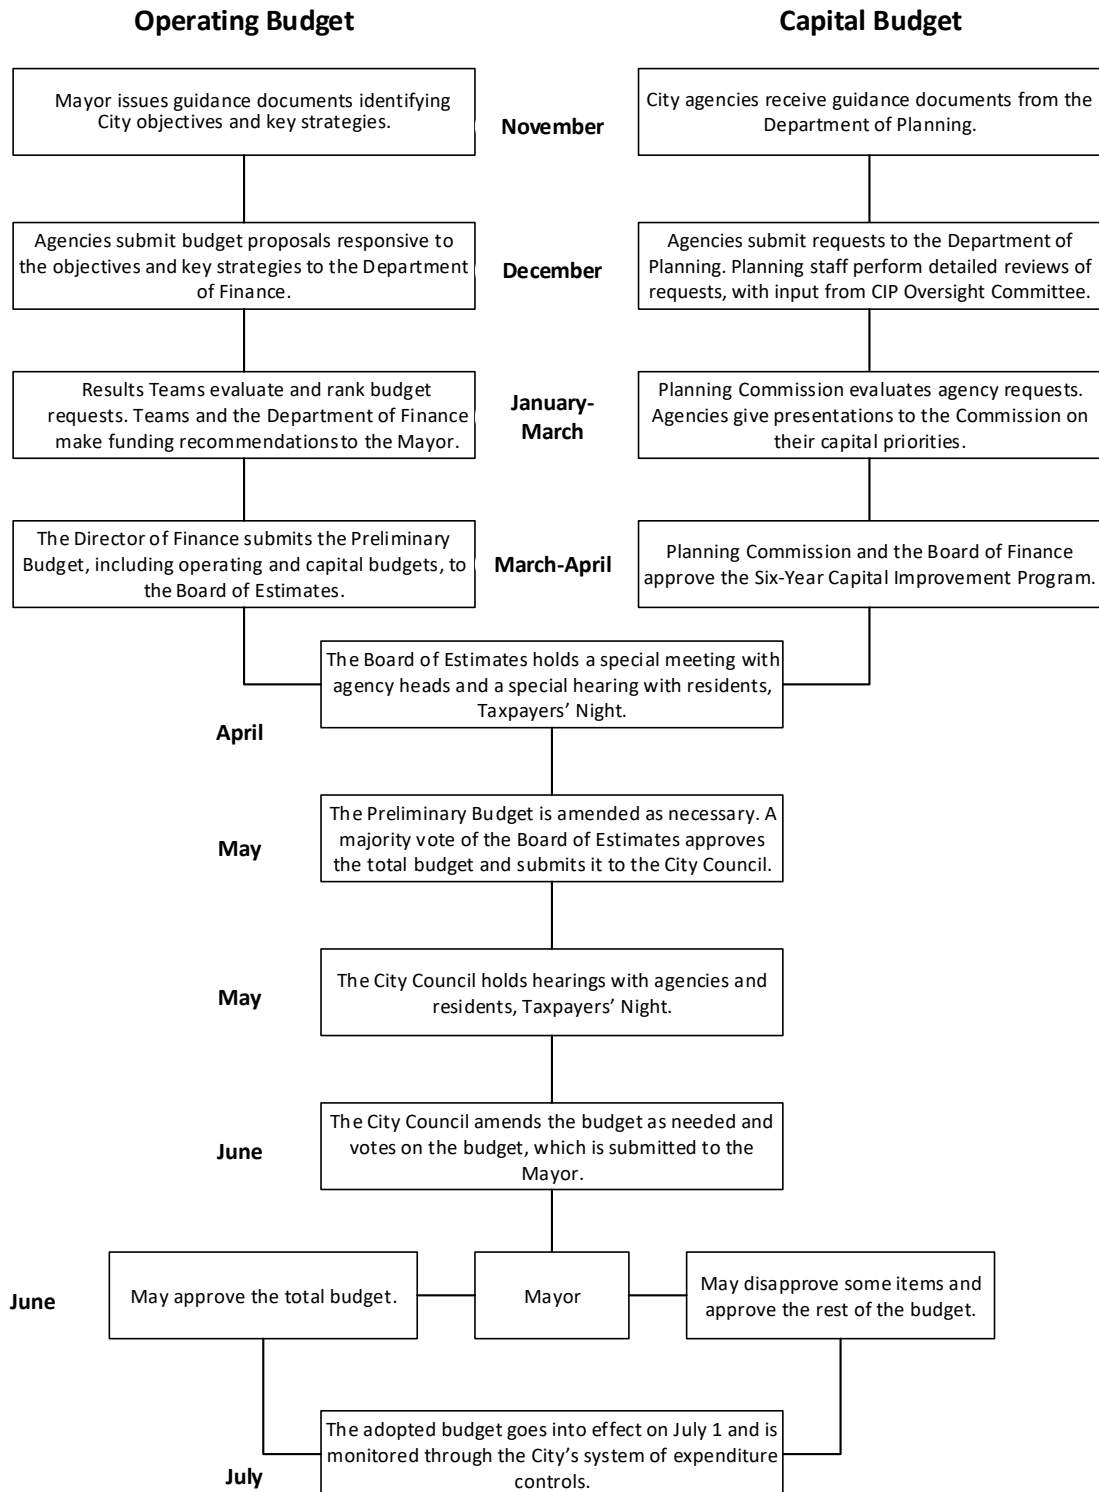 Operating Budget
Capital Budget
Mayor issues guidance documents identifying
City objectives and key strategies.
November
City agencies receive guidance documents from the
Department of Planning.
Agencies submit budget proposals responsive to
the objectives and key strategies to the Department
of Finance.
December
Agencies submit requests to the Department of
Planning. Planning staff perform detailed reviews of
requests, with input from CIP Oversight Committee.
Results Teams evaluate and rank budget
requests. Teams and the Department of Finance
make funding recommendations to the Mayor.
January-
March
Planning Commission evaluates agency requests.
Agencies give presentations to the Commission on
their capital priorities.
The Director of Finance submits the Preliminary
Budget, including operating and capital budgets, to
the Board of Estimates.
March-April
Planning Commission and the Board of Finance
approve the Six-Year Capital Improvement Program.
The Board of Estimates holds a special meeting with
agency heads and a special hearing with residents,
Taxpayers’ Night.
April
The Preliminary Budget is amended as necessary. A
majority vote of the Board of Estimates approves
the total budget and submits it to the City Council.
May
The City Council holds hearings with agencies and
residents, Taxpayers’ Night.
May
The City Council amends the budget as needed and
votes on the budget, which is submitted to the
Mayor.
June
June
May approve the total budget.
Mayor
May disapprove some items and
approve the rest of the budget.
The adopted budget goes into effect on July 1 and is
monitored through the City’s system of expenditure
controls.
July